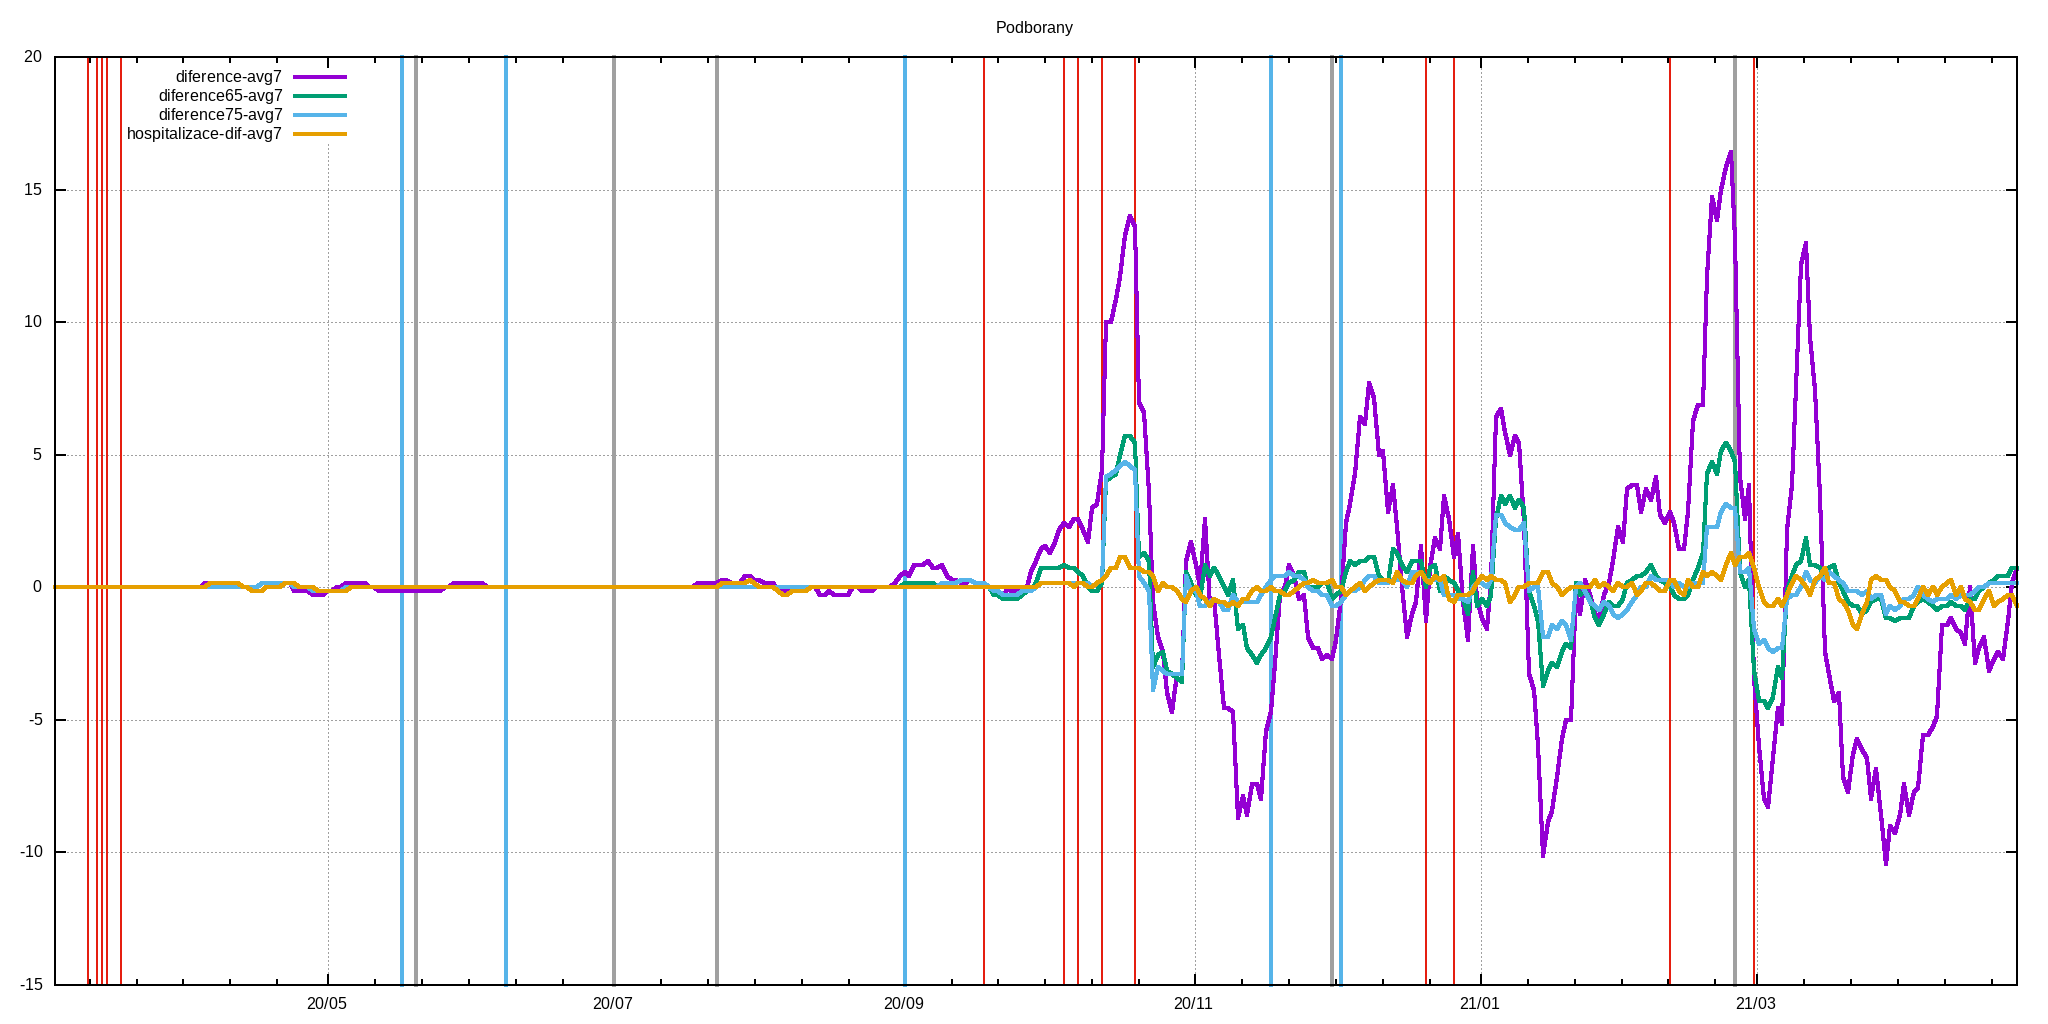 Podborany
20
diference-avg7
diference65-avg7
diference75-avg7
hospitalizace-dif-avg7
15
10
5
0
-5
-10
-15
20/05 20/07 20/09 20/11 21/01 21/03